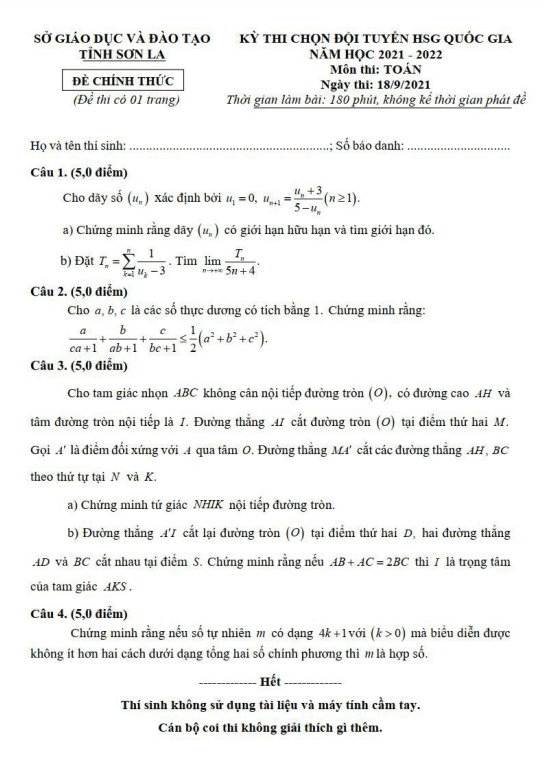 SỞ GIÁO DỤC VÀ ĐÀO TẠO
TỈNH SƠN LA
ĐỀ CHÍNH THỨC
(Đề thi có 01 trang)
KỲ THI CHỌN ĐỘI TUYỂN HSG QUỐC GIA
NĂM HỌC 2021 - 2022
Môn thi: TOÁN
Ngày thi: 18/9/2021
Thời gian làm bài: 180 phút, không kể thời gian phát đề
Họ và tên thí sinh: ..................................................; Số báo danh: ..............................
Câu 1. (5,0 điểm)
Cho dãy số (u_n) xác định bởi u_1 = 0, u_{n+1} = \frac{u_n + 3}{5 - u_n} (n ≥ 1).
a) Chứng minh rằng dãy (u_n) có giới hạn hữu hạn và tìm giới hạn đó.
b) Đặt T_n = \sum_{k=1}^{n} \frac{1}{u_k - 3}. Tìm \lim_{n→+∞} \frac{T_n}{5n + 4}.
Câu 2. (5,0 điểm)
Cho a, b, c là các số thực dương có tích bằng 1. Chứng minh rằng:
\frac{a}{ca+1} + \frac{b}{ab+1} + \frac{c}{bc+1} ≤ \frac{1}{2}(a² + b² + c²).
Câu 3. (5,0 điểm)
Cho tam giác nhọn ABC không cân nội tiếp đường tròn (O), có đường cao AH và
tâm đường tròn nội tiếp là I. Đường thẳng AI cắt đường tròn (O) tại điểm thứ hai M.
Gọi A' là điểm đối xứng với A qua tâm O. Đường thẳng MA' cắt các đường thẳng AH, BC
theo thứ tự tại N và K.
a) Chứng minh tứ giác NHIK nội tiếp đường tròn.
b) Đường thẳng A'I cắt lại đường tròn (O) tại điểm thứ hai D, hai đường thẳng
AD và BC cắt nhau tại điểm S. Chứng minh rằng nếu AB + AC = 2BC thì I là trọng tâm
của tam giác AKS.
Câu 4. (5,0 điểm)
Chứng minh rằng nếu số tự nhiên m có dạng 4k+1 với (k > 0) mà biểu diễn được
không ít hơn hai cách dưới dạng tổng hai số chính phương thì m là hợp số.
------------- Hết -------------
Thí sinh không sử dụng tài liệu và máy tính cầm tay.
Cán bộ coi thi không giải thích gì thêm.